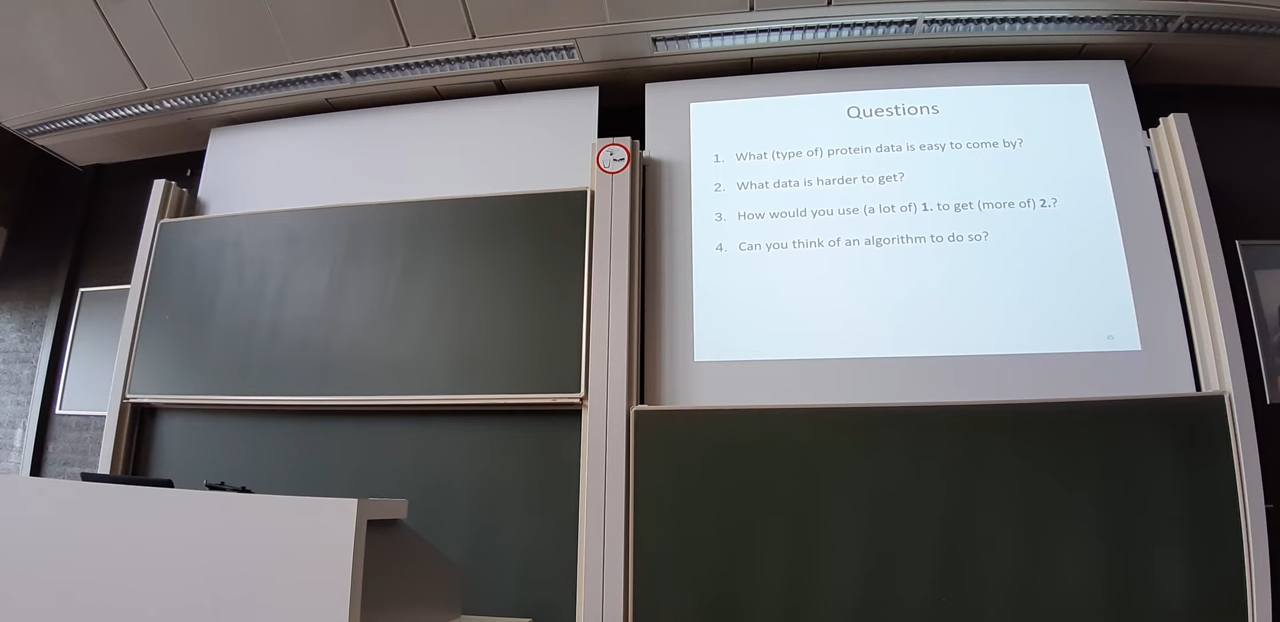 Questions
1. What (type of) protein data is easy to come by?
2. What data is harder to get?
3. How would you use (a lot of) 1. to get (more of) 2.?
4. Can you think of an algorithm to do so?